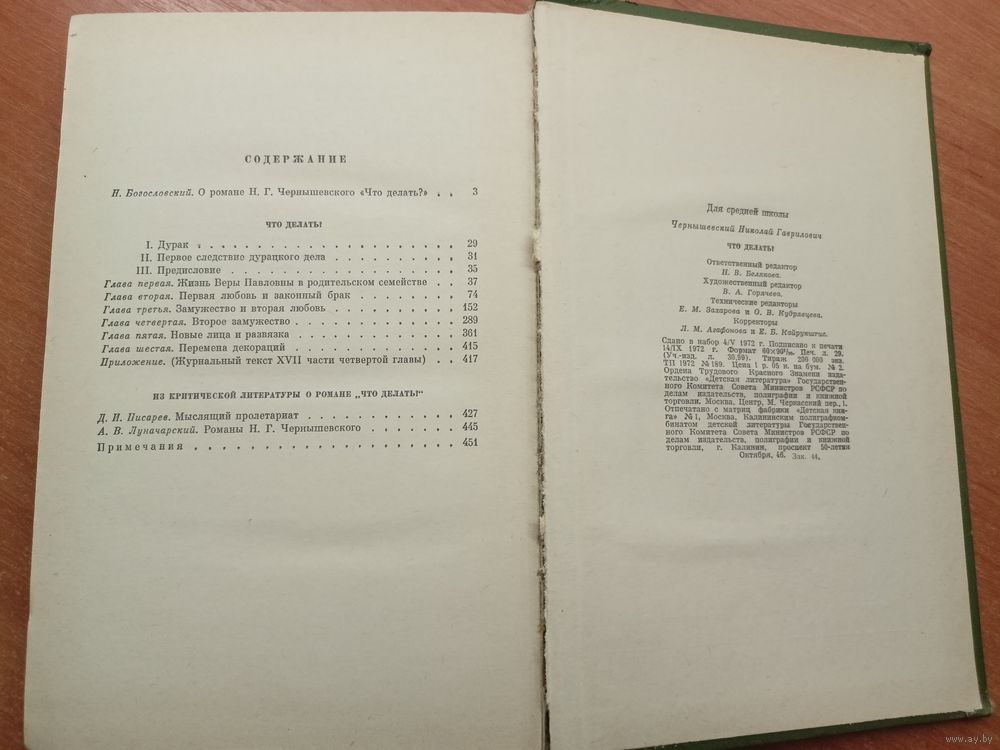 СОДЕРЖАНИЕ
Н. Богословский. О романе Н. Г. Чернышевского «Что делать?» . . 3
ЧТО ДЕЛАТЬ?
I. Дурак . . . . . . . . . . . . . . . . . . . 29
II. Первое следствие дурацкого дела . . . . . . . . . 31
III. Предисловие . . . . . . . . . . . . . . . . . 35
Глава первая. Жизнь Веры Павловны в родительском семействе . . 37
Глава вторая. Первая любовь и законный брак . . . . . . . 74
Глава третья. Замужество и вторая любовь . . . . . . . . . 152
Глава четвертая. Второе замужество . . . . . . . . . . . 289
Глава пятая. Новые лица и развязка . . . . . . . . . . . 361
Глава шестая. Перемена декораций . . . . . . . . . . . 415
Приложение. (Журнальный текст XVII части четвертой главы) . . 417
ИЗ КРИТИЧЕСКОЙ ЛИТЕРАТУРЫ О РОМАНЕ „ЧТО ДЕЛАТЬ?“
Д. И. Писарев. Мыслящий пролетариат . . . . . . . . . . 427
А. В. Луначарский. Романы Н. Г. Чернышевского . . . . . . 445
Примечания . . . . . . . . . . . . . . . . . . 451
Для средней школы
Чернышевский Николай Гаврилович
ЧТО ДЕЛАТЬ?
Ответственный редактор
Н. В. Белякова.
Художественный редактор
В. А. Горячева.
Технические редакторы
Е. М. Захарова и О. В. Кудрявцева.
Корректоры
Л. М. Агафонова и Е. Б. Кайрукштис.
Сдано в набор 4/V 1972 г. Подписано к печати
14/IX 1972 г. Формат 60×90¹/₁₆. Печ. л. 29.
(Уч.-изд. л. 30,99). Тираж 200 000 экз.
ТП 1972 № 189. Цена 1 р. 05 к. на бум. № 2.
Ордена Трудового Красного Знамени изда-
тельство «Детская литература» Государствен-
ного Комитета Совета Министров РСФСР по
делам издательств, полиграфии и книжной
торговли. Москва, Центр, М. Черкасский пер., 1.
Отпечатано с матриц фабрики «Детская кни-
га» № 1, Москва, Калининским полиграфком-
бинатом детской литературы Государствен-
ного Комитета Совета Министров РСФСР по
делам издательств, полиграфии и книжной
торговли, г. Калинин, проспект 50-летия
Октября, 46. Зак. 44.
www.ay.by